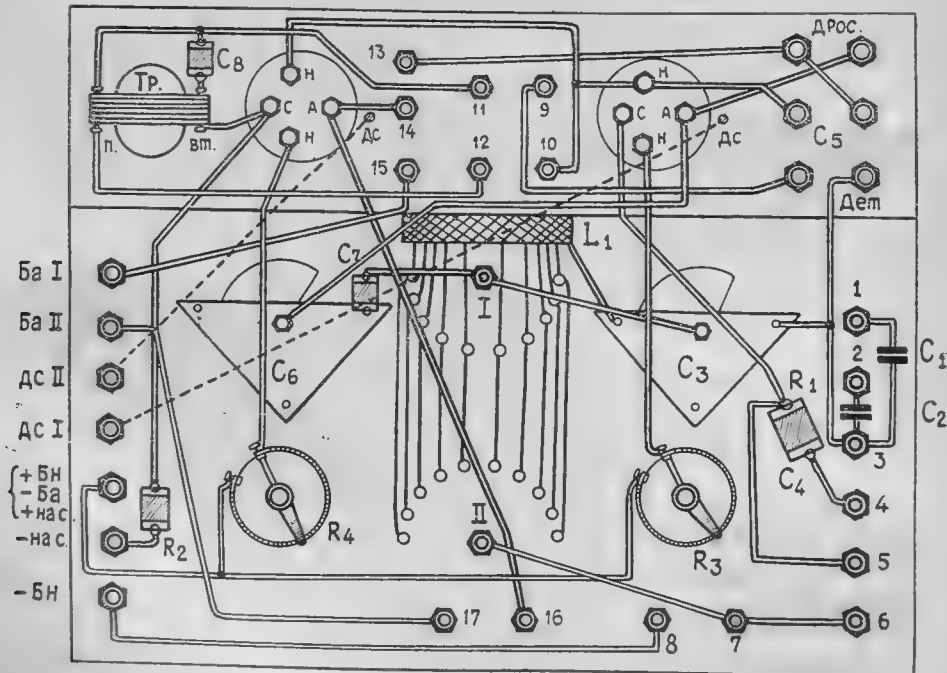 13
ДРОС.
C8
Н
Н
Тр.
С
А
11
9
С
А
14
ДС
ДС
C5
П.
ВТ.
Н
12
10
Н
15
Дет
L1
Ба I
C7
I
1
Ба II
2
C1
C6
C3
ДС II
R1
C2
ДС I
3
+БН
-Ба
+нас
C4
4
II
-нас.
R2
R4
R3
5
-БН
17
16
8
7
6